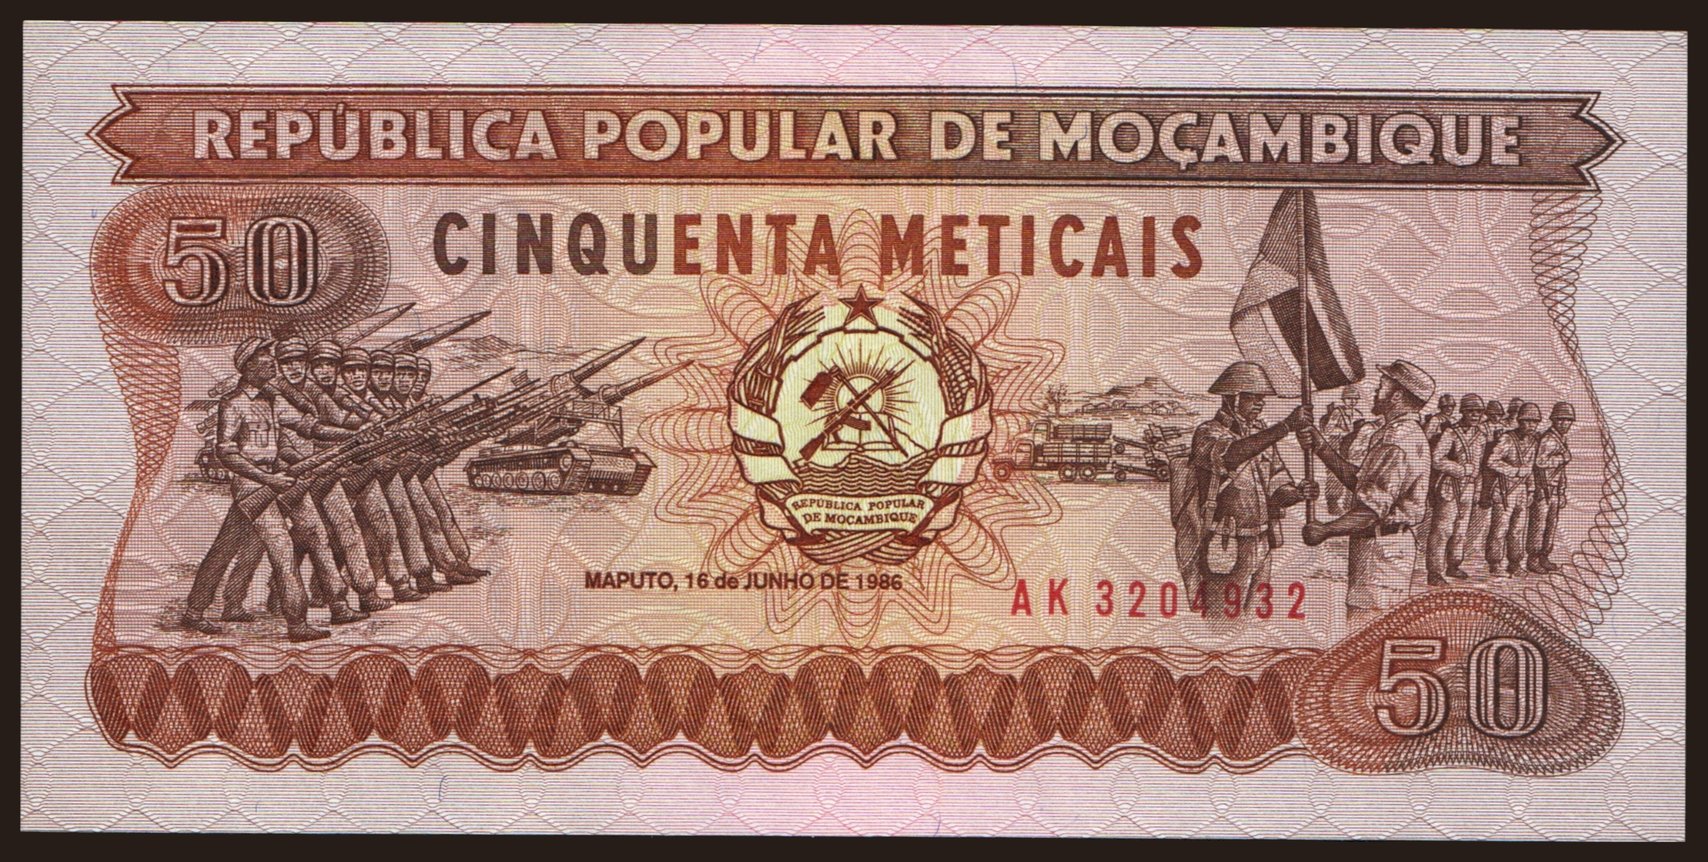 REPÚBLICA POPULAR DE MOÇAMBIQUE
50
CINQUENTA METICAIS
REPÚBLICA POPULAR
DE MOÇAMBIQUE
MAPUTO, 16 de JUNHO DE 1986
AK 3204932
50